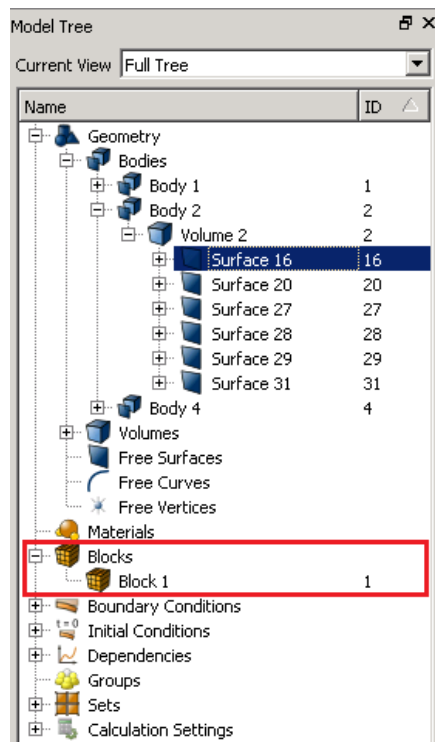 Model Tree
Current View Full Tree
Name ID
Geometry
Bodies
Body 1 1
Body 2 2
Volume 2 2
Surface 16 16
Surface 20 20
Surface 27 27
Surface 28 28
Surface 29 29
Surface 31 31
Body 4 4
Volumes
Free Surfaces
Free Curves
Free Vertices
Materials
Blocks
Block 1 1
Boundary Conditions
t=0 Initial Conditions
Dependencies
Groups
Sets
Calculation Settings